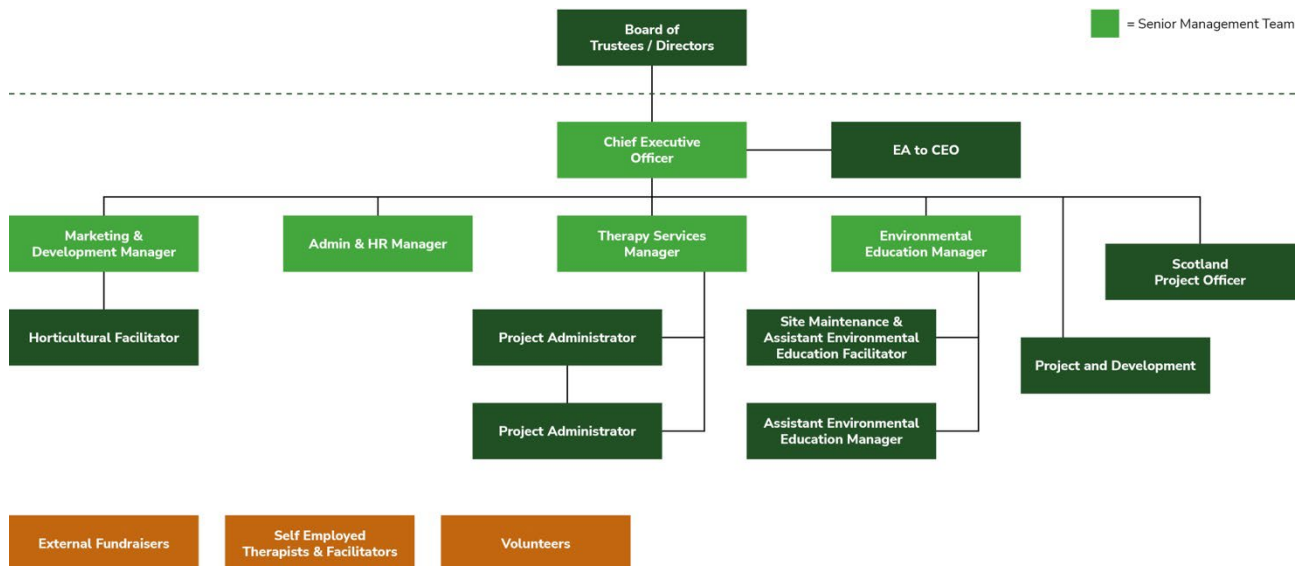 Board of
Trustees / Directors
= Senior Management Team
Chief Executive
Officer
EA to CEO
Marketing &
Development Manager
Admin & HR Manager
Therapy Services
Manager
Environmental
Education Manager
Scotland
Project Officer
Horticultural Facilitator
Project Administrator
Site Maintenance &
Assistant Environmental
Education Facilitator
Project and Development
Project Administrator
Assistant Environmental
Education Manager
External Fundraisers
Self Employed
Therapists & Facilitators
Volunteers